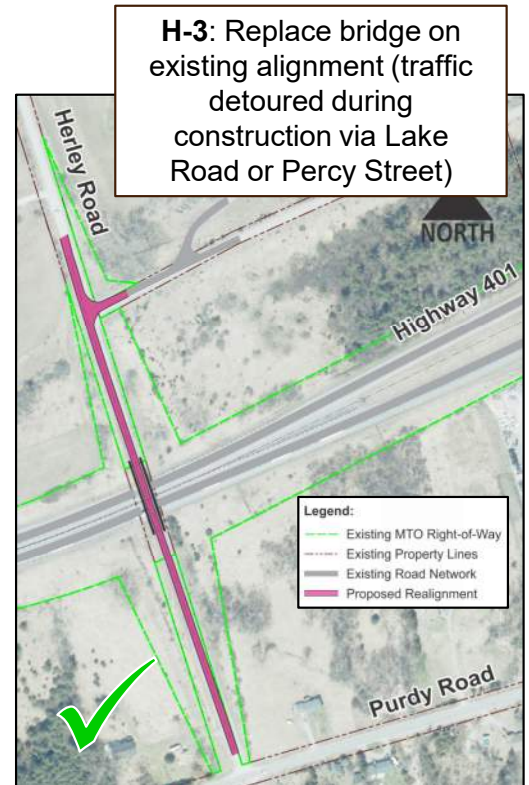 H-3: Replace bridge on
existing alignment (traffic
detoured during
construction via Lake
Road or Percy Street)
Herley Road
NORTH
Highway 401
Legend:
Existing MTO Right-of-Way
Existing Property Lines
Existing Road Network
Proposed Realignment
Purdy Road